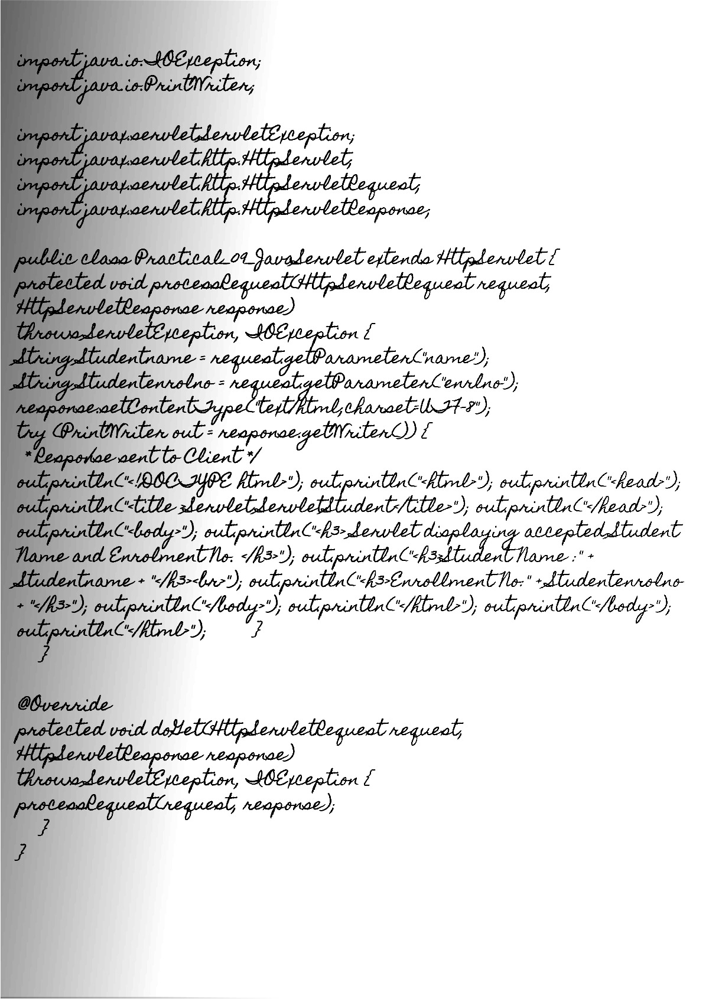 import java.io.IOException;
import java.io.PrintWriter;
import javax.servlet.ServletException;
import javax.servlet.http.HttpServlet;
import javax.servlet.http.HttpServletRequest;
import javax.servlet.http.HttpServletResponse;
public class Practical_09_JavaServlet extends HttpServlet {
protected void processRequest(HttpServletRequest request,
HttpServletResponse response)
throws ServletException, IOException {
String Studentname = request.getParameter("name");
String Studentenrolno = request.getParameter("enrlno");
response.setContentType("text/html;charset=UTF-8");
try (PrintWriter out = response.getWriter()) {
*Response sent to Client */
out.println("<!DOCTYPE html>"); out.println("<html>"); out.println("<head>");
out.println("<title>Servlet ServletStudent</title>"); out.println("</head>");
out.println("<body>"); out.println("<h3>Servlet displaying accepted Student
Name and Enrolment No. </h3>"); out.println("<h3>Student Name :" +
Studentname + "</h3><br>"); out.println("<h3>Enrollment No." + Studentenrolno
+ "</h3>"); out.println("</body>"); out.println("</html>"); out.println("</body>");
out.println("</html>"); }
}
@Override
protected void doGet(HttpServletRequest request,
HttpServletResponse response)
throws ServletException, IOException {
processRequest(request, response);
}
}